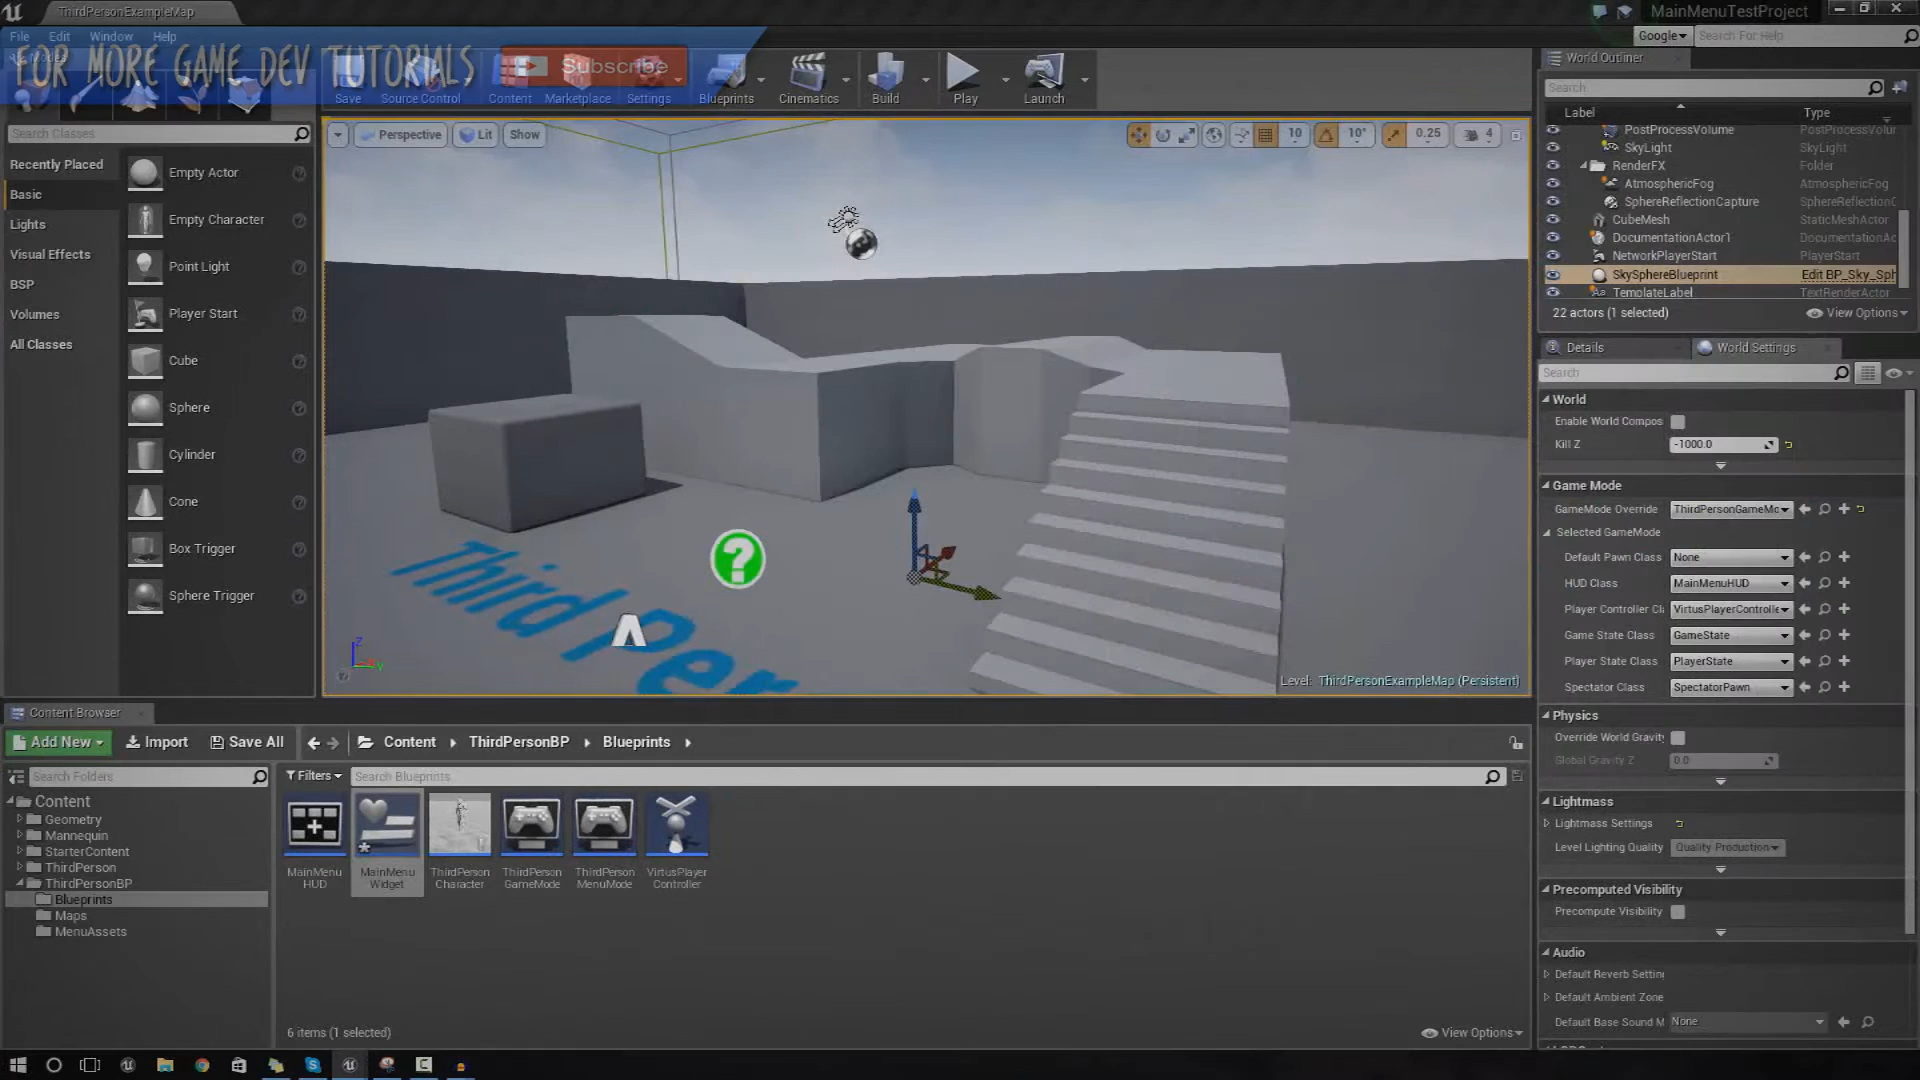 ThirdPersonExampleMap
MainMenuTestProject
File Edit Window Help
Google
Search For Help
FOR MORE GAME DEV TUTORIALS
Subscribe
Modes
Save Source Control Content Marketplace Settings Blueprints Cinematics Build Play Launch
Search Classes
Recently Placed
Basic
Lights
Visual Effects
BSP
Volumes
All Classes
Empty Actor
Empty Character
Point Light
Player Start
Cube
Sphere
Cylinder
Cone
Box Trigger
Sphere Trigger
Perspective Lit Show
10 10° 0.25 4
Third Per
Level: ThirdPersonExampleMap (Persistent)
World Outliner
Search
Label Type
PostProcessVolume PostProcessVolu
SkyLight SkyLight
RenderFX Folder
AtmosphericFog AtmosphericFog
SphereReflectionCapture SphereReflectionC
CubeMesh StaticMeshActor
DocumentationActor1 DocumentationAc
NetworkPlayerStart PlayerStart
SkySphereBlueprint Edit BP_Sky_Sph
TemplateLabel TextRenderActor
22 actors (1 selected) View Options
Details World Settings
Search
World
Enable World Compos
Kill Z -1000.0
Game Mode
GameMode Override ThirdPersonGameMo
Selected GameMode
Default Pawn Class None
HUD Class MainMenuHUD
Player Controller Cl VirtusPlayerControlle
Game State Class GameState
Player State Class PlayerState
Spectator Class SpectatorPawn
Physics
Override World Gravit
Global Gravity Z 0.0
Lightmass
Lightmass Settings
Level Lighting Quality Quality Production
Precomputed Visibility
Precompute Visibility
Audio
Default Reverb Settin
Default Ambient Zone
Default Base Sound M None
Content Browser
Add New Import Save All Content ThirdPersonBP Blueprints
Search Folders
Filters Search Blueprints
Content
Geometry
Mannequin
StarterContent
ThirdPerson
ThirdPersonBP
Blueprints
Maps
MenuAssets
MainMenu HUD
MainMenu Widget
ThirdPerson Character
ThirdPerson GameMode
ThirdPerson MenuMode
VirtusPlayer Controller
6 items (1 selected)
View Options